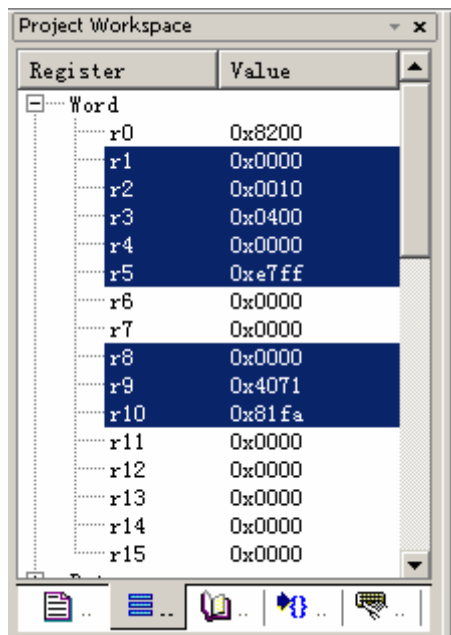 Project Workspace
Register Value
Word
r0 0x8200
r1 0x0000
r2 0x0010
r3 0x0400
r4 0x0000
r5 0xe7ff
r6 0x0000
r7 0x0000
r8 0x0000
r9 0x4071
r10 0x81fa
r11 0x0000
r12 0x0000
r13 0x0000
r14 0x0000
r15 0x0000